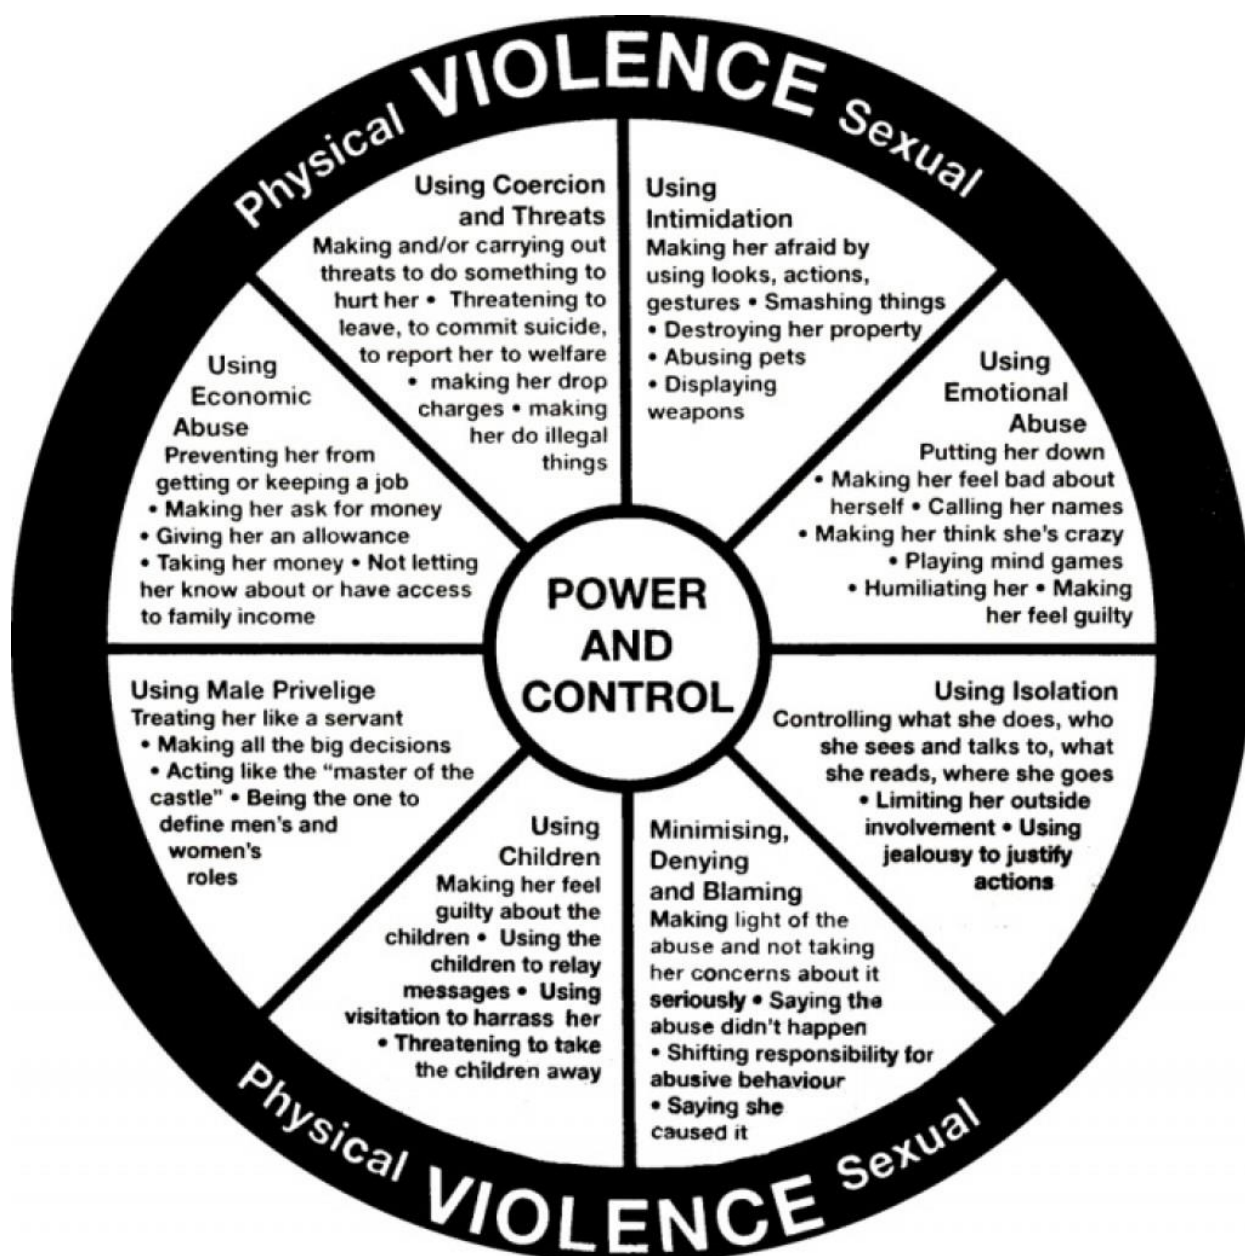 Physical VIOLENCE Sexual
Using Coercion
and Threats
Making and/or carrying out
threats to do something to
hurt her • Threatening to
leave, to commit suicide,
to report her to welfare
• making her drop
charges • making
her do illegal
things
Using
Intimidation
Making her afraid by
using looks, actions,
gestures • Smashing things
• Destroying her property
• Abusing pets
• Displaying
weapons
Using
Emotional
Abuse
Putting her down
• Making her feel bad about
herself • Calling her names
• Making her think she's crazy
• Playing mind games
• Humiliating her • Making
her feel guilty
Using Isolation
Controlling what she does, who
she sees and talks to, what
she reads, where she goes
• Limiting her outside
involvement • Using
jealousy to justify
actions
Minimising,
Denying
and Blaming
Making light of the
abuse and not taking
her concerns about it
seriously • Saying the
abuse didn't happen
• Shifting responsibility for
abusive behaviour
• Saying she
caused it
Using
Children
Making her feel
guilty about the
children • Using the
children to relay
messages • Using
visitation to harrass her
• Threatening to take
the children away
Using Male Privelige
Treating her like a servant
• Making all the big decisions
• Acting like the “master of the
castle” • Being the one to
define men's and
women's
roles
Using
Economic
Abuse
Preventing her from
getting or keeping a job
• Making her ask for money
• Giving her an allowance
• Taking her money • Not letting
her know about or have access
to family income
POWER
AND
CONTROL
Physical VIOLENCE Sexual